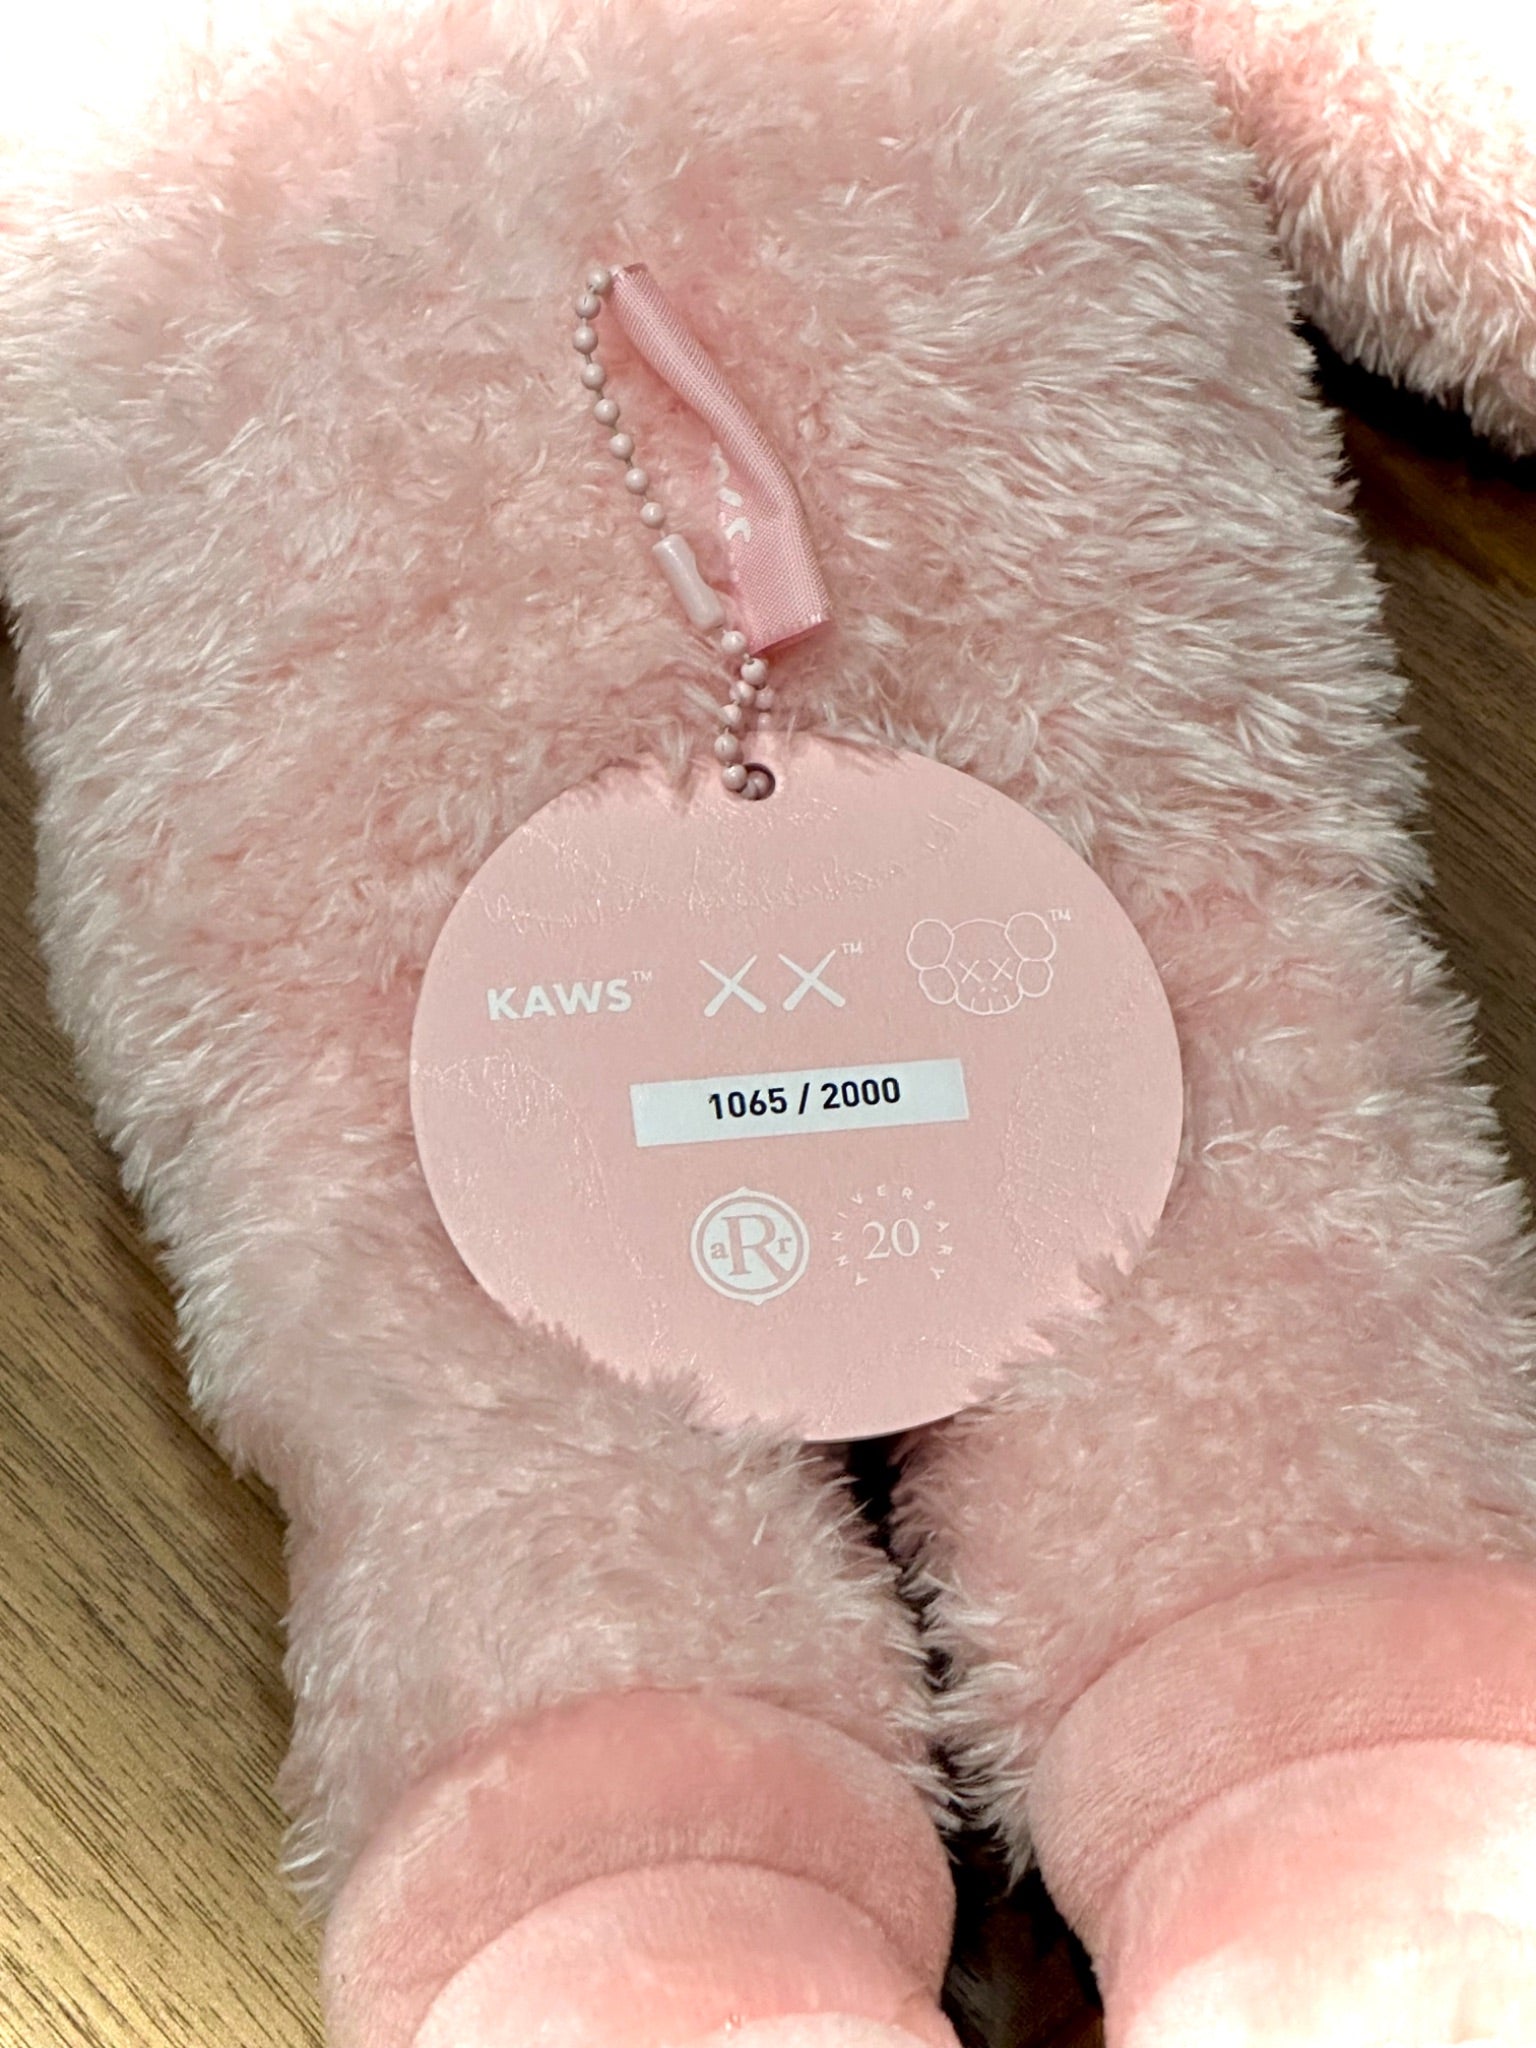 KAWS™ XX™ ™
1065 / 2000
aRr ANNIVERSARY 20